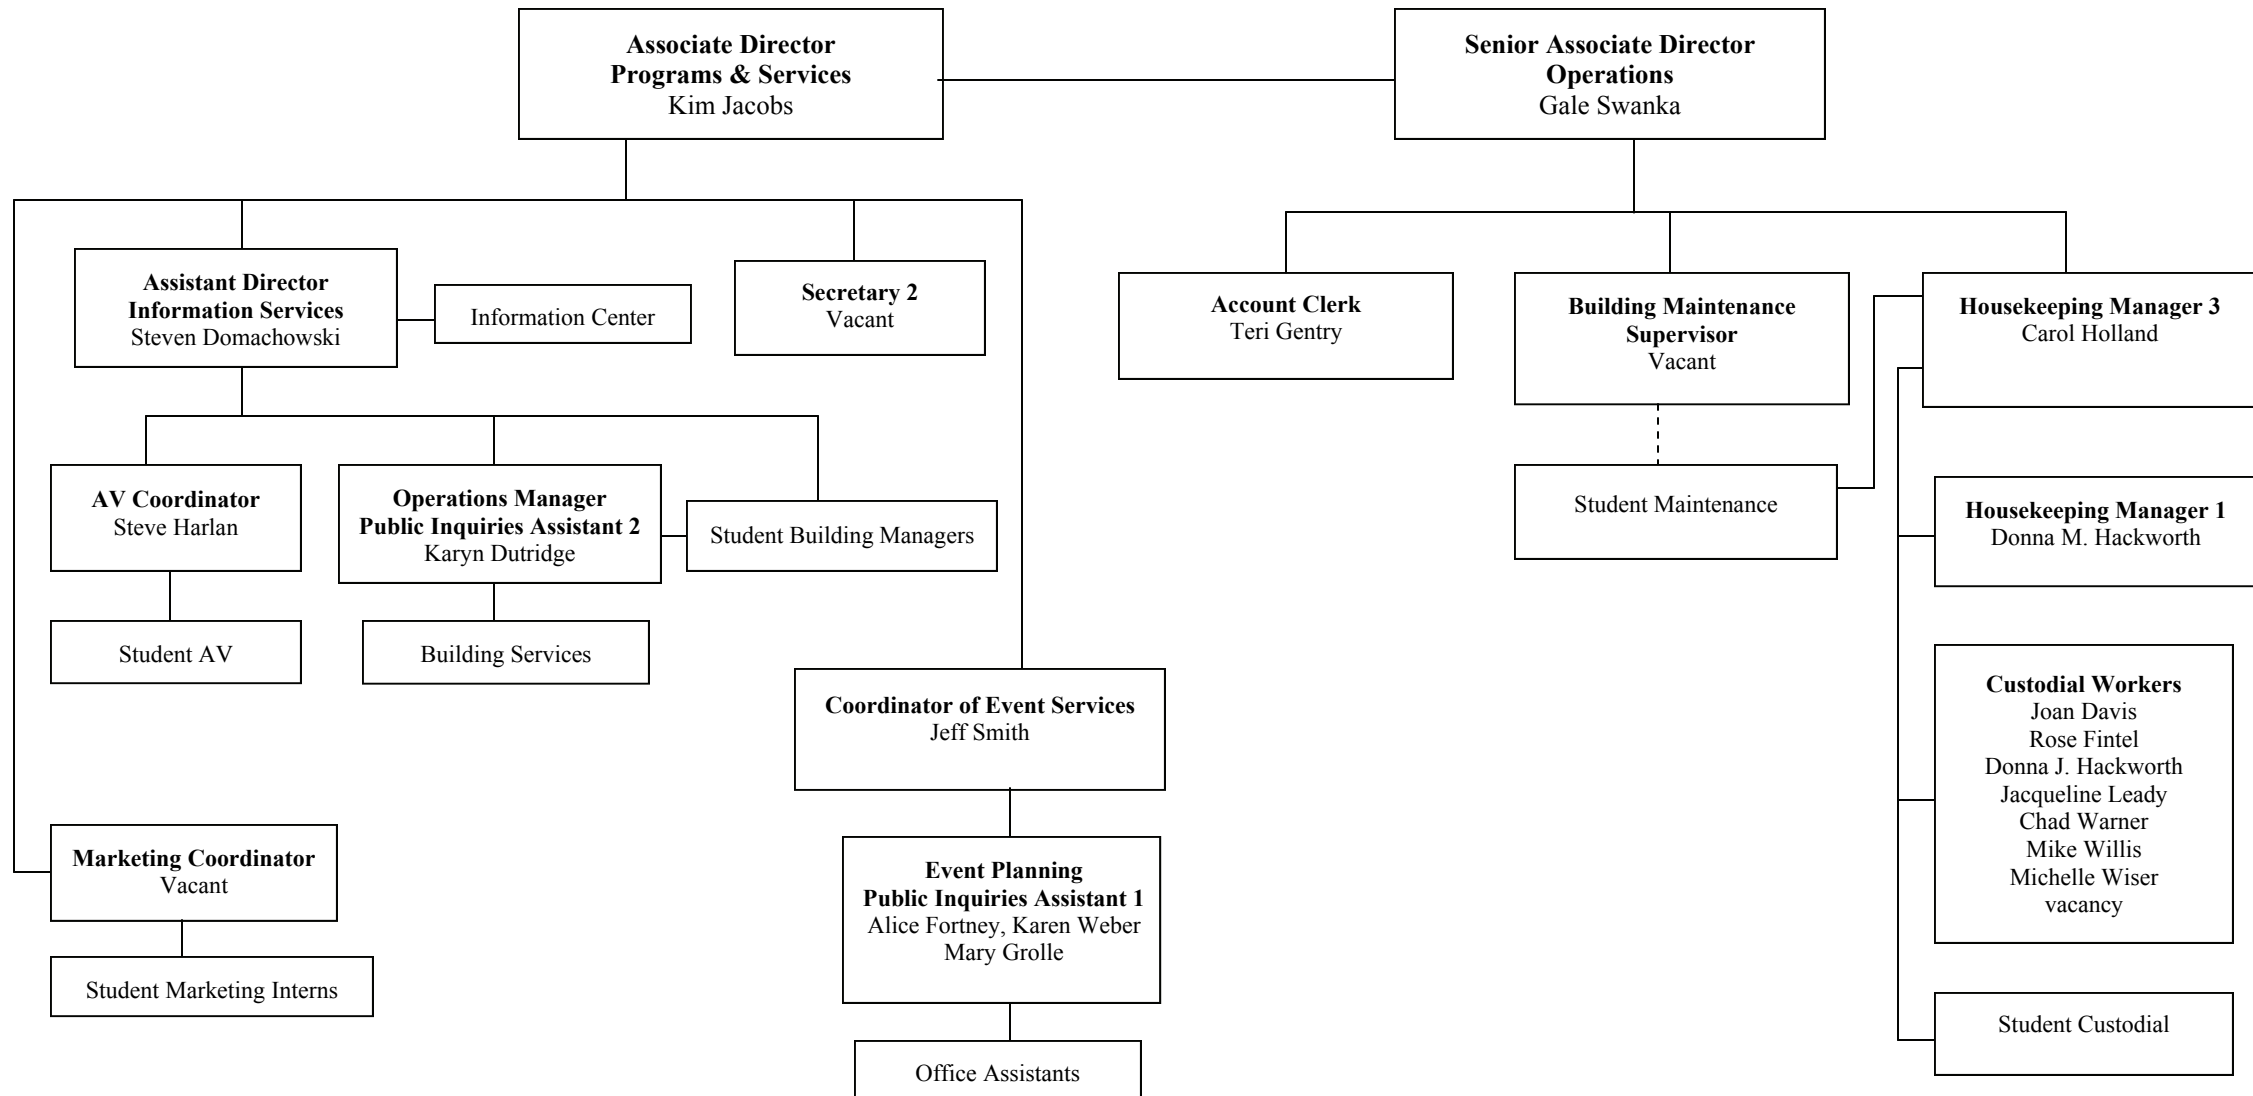 Associate Director
Programs & Services
Kim Jacobs
Senior Associate Director
Operations
Gale Swanka
Assistant Director
Information Services
Steven Domachowski
Information Center
Secretary 2
Vacant
Account Clerk
Teri Gentry
Building Maintenance
Supervisor
Vacant
Housekeeping Manager 3
Carol Holland
AV Coordinator
Steve Harlan
Operations Manager
Public Inquiries Assistant 2
Karyn Dutridge
Student Building Managers
Student Maintenance
Housekeeping Manager 1
Donna M. Hackworth
Student AV
Building Services
Coordinator of Event Services
Jeff Smith
Custodial Workers
Joan Davis
Rose Fintel
Donna J. Hackworth
Jacqueline Leady
Chad Warner
Mike Willis
Michelle Wiser
vacancy
Marketing Coordinator
Vacant
Event Planning
Public Inquiries Assistant 1
Alice Fortney, Karen Weber
Mary Grolle
Student Marketing Interns
Student Custodial
Office Assistants